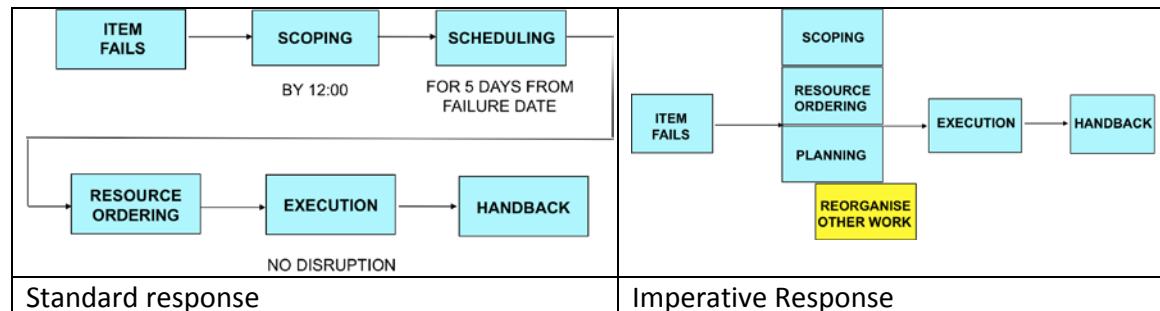 ITEM
FAILS
SCOPING
SCHEDULING
BY 12:00
FOR 5 DAYS FROM
FAILURE DATE
RESOURCE
ORDERING
EXECUTION
HANDBACK
NO DISRUPTION
Standard response
SCOPING
RESOURCE
ORDERING
ITEM
FAILS
PLANNING
EXECUTION
HANDBACK
REORGANISE
OTHER WORK
Imperative Response